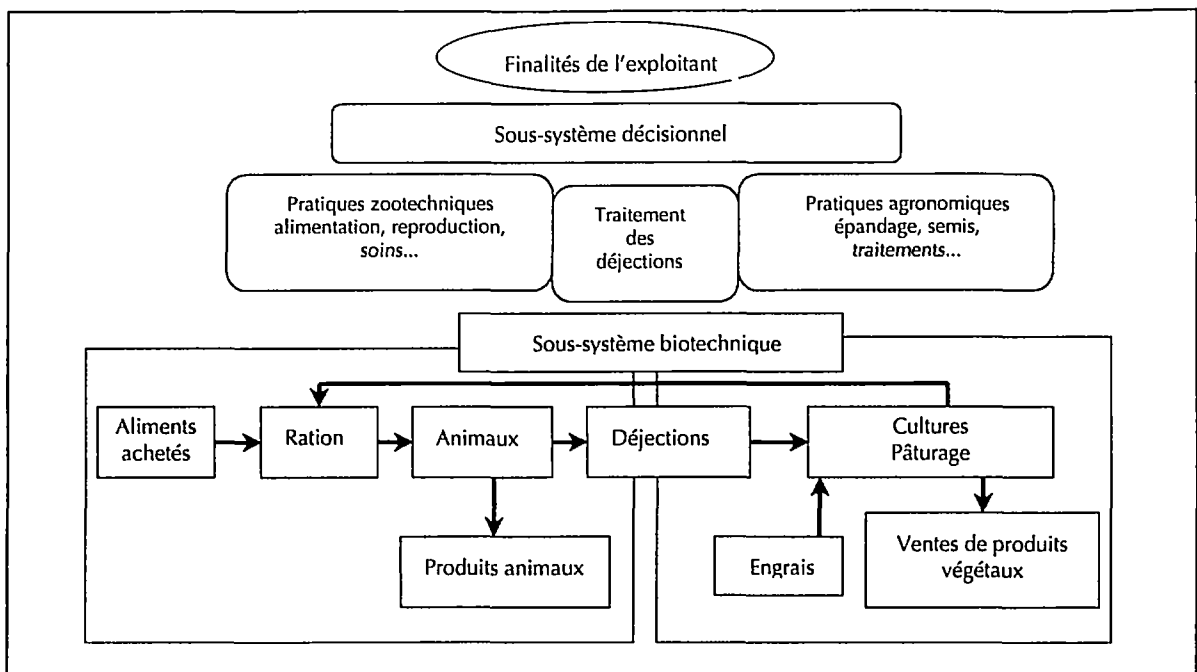 Finalités de l'exploitant
Sous-système décisionnel
Pratiques zootechniques
alimentation, reproduction,
soins...
Traitement
des
déjections
Pratiques agronomiques
épandage, semis,
traitements...
Sous-système biotechnique
Aliments
achetés
Ration
Animaux
Déjections
Cultures
Pâturage
Produits animaux
Engrais
Ventes de produits
végétaux